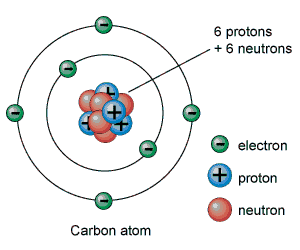 6 protons
+ 6 neutrons
electron
proton
neutron
Carbon atom